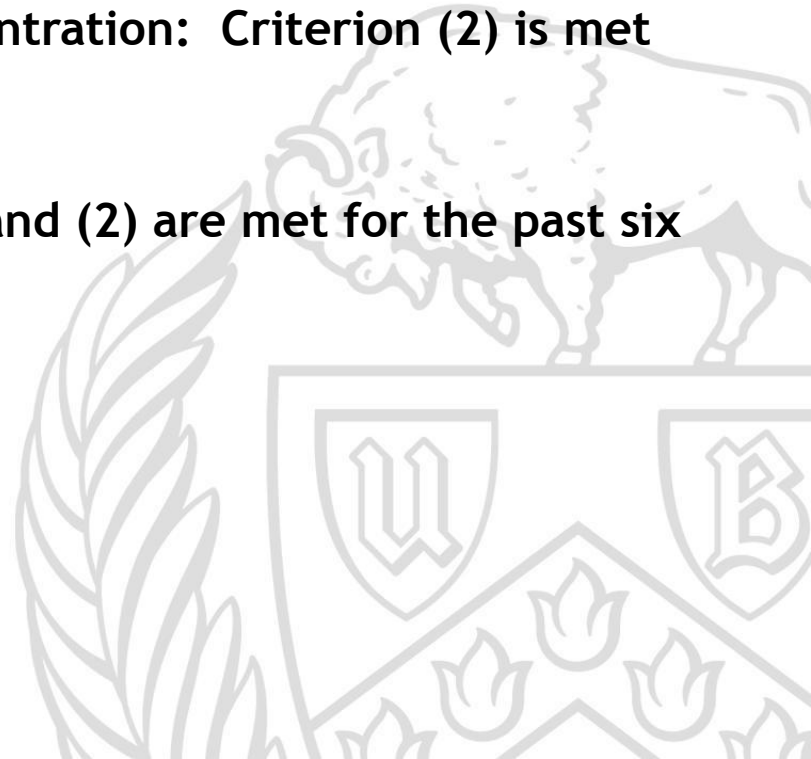 ntration: Criterion (2) is met
and (2) are met for the past six
U B